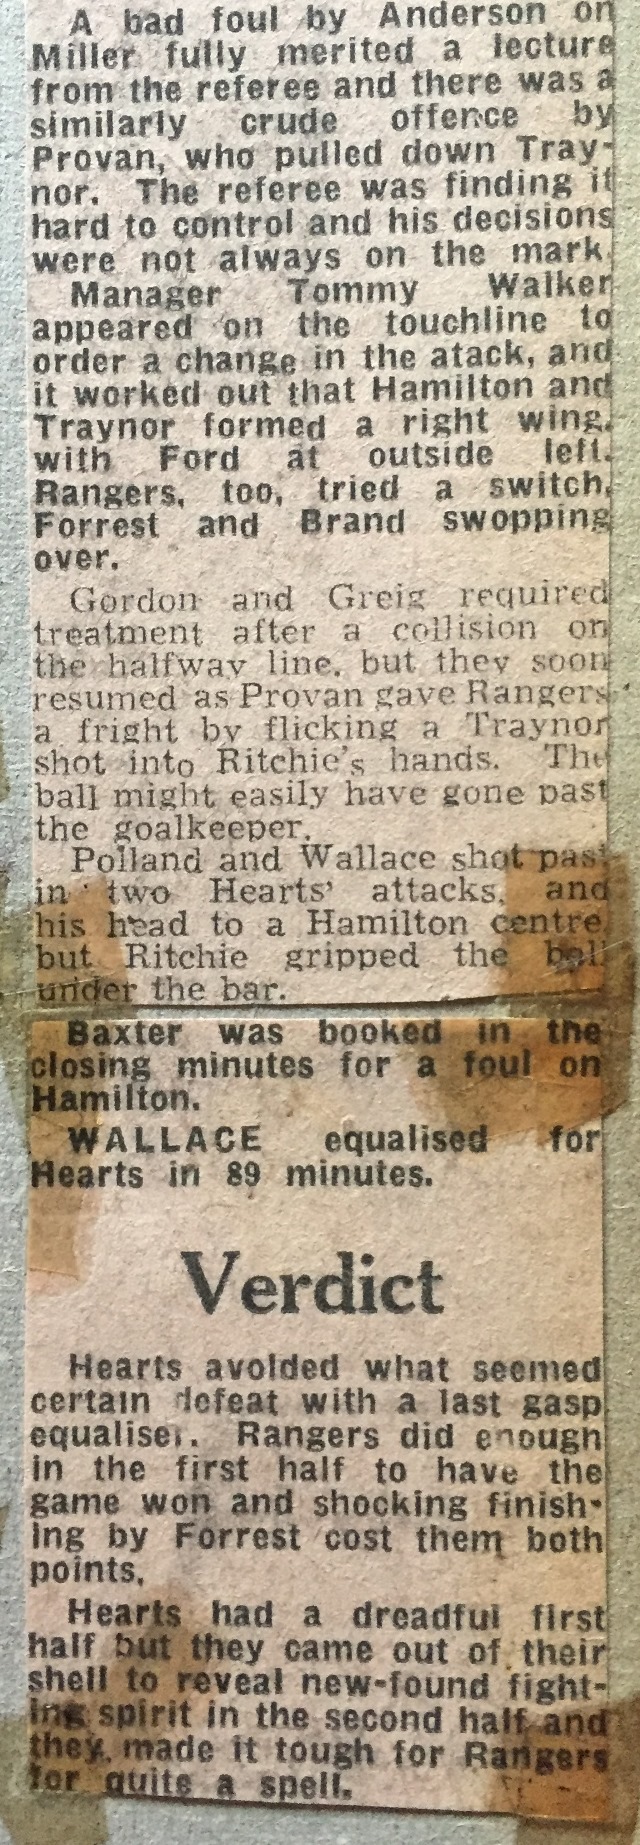 A bad foul by Anderson on
Miller fully merited a lecture
from the referee and there was a
similarly crude offence by
Provan, who pulled down Tray-
nor. The referee was finding it
hard to control and his decisions
were not always on the mark.
Manager Tommy Walker
appeared on the touchline to
order a change in the atack, and
it worked out that Hamilton and
Traynor formed a right wing,
with Ford at outside left.
Rangers, too, tried a switch,
Forrest and Brand swopping
over.
Gordon and Greig required
treatment after a collision on
the halfway line, but they soon
resumed as Provan gave Rangers
a fright by flicking a Traynor
shot into Ritchie's hands. The
ball might easily have gone past
the goalkeeper.
Polland and Wallace shot past
in two Hearts' attacks, and
his head to a Hamilton centre,
but Ritchie gripped the ball
under the bar.
Baxter was booked in the
closing minutes for a foul on
Hamilton.
WALLACE equalised for
Hearts in 89 minutes.
Verdict
Hearts avoided what seemed
certain defeat with a last gasp
equaliser. Rangers did enough
in the first half to have the
game won and shocking finish-
ing by Forrest cost them both
points.
Hearts had a dreadful first
half but they came out of their
shell to reveal new-found fight-
ing spirit in the second half and
they made it tough for Rangers
for quite a spell.